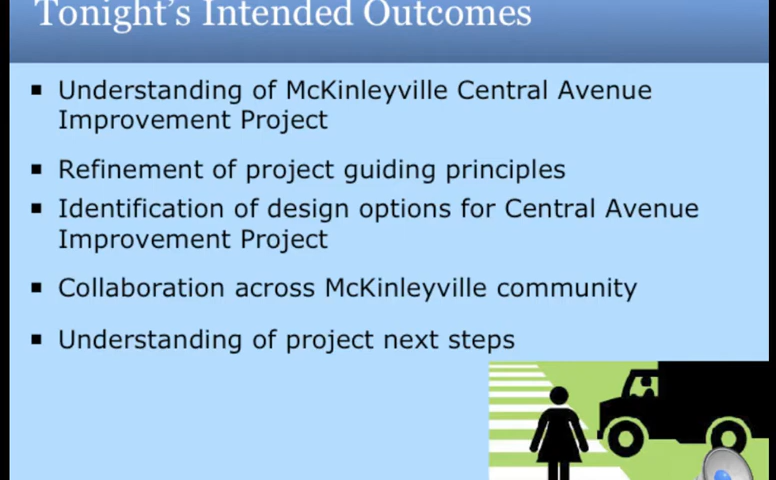 Tonight's Intended Outcomes
▪ Understanding of McKinleyville Central Avenue
Improvement Project
▪ Refinement of project guiding principles
▪ Identification of design options for Central Avenue
Improvement Project
▪ Collaboration across McKinleyville community
▪ Understanding of project next steps